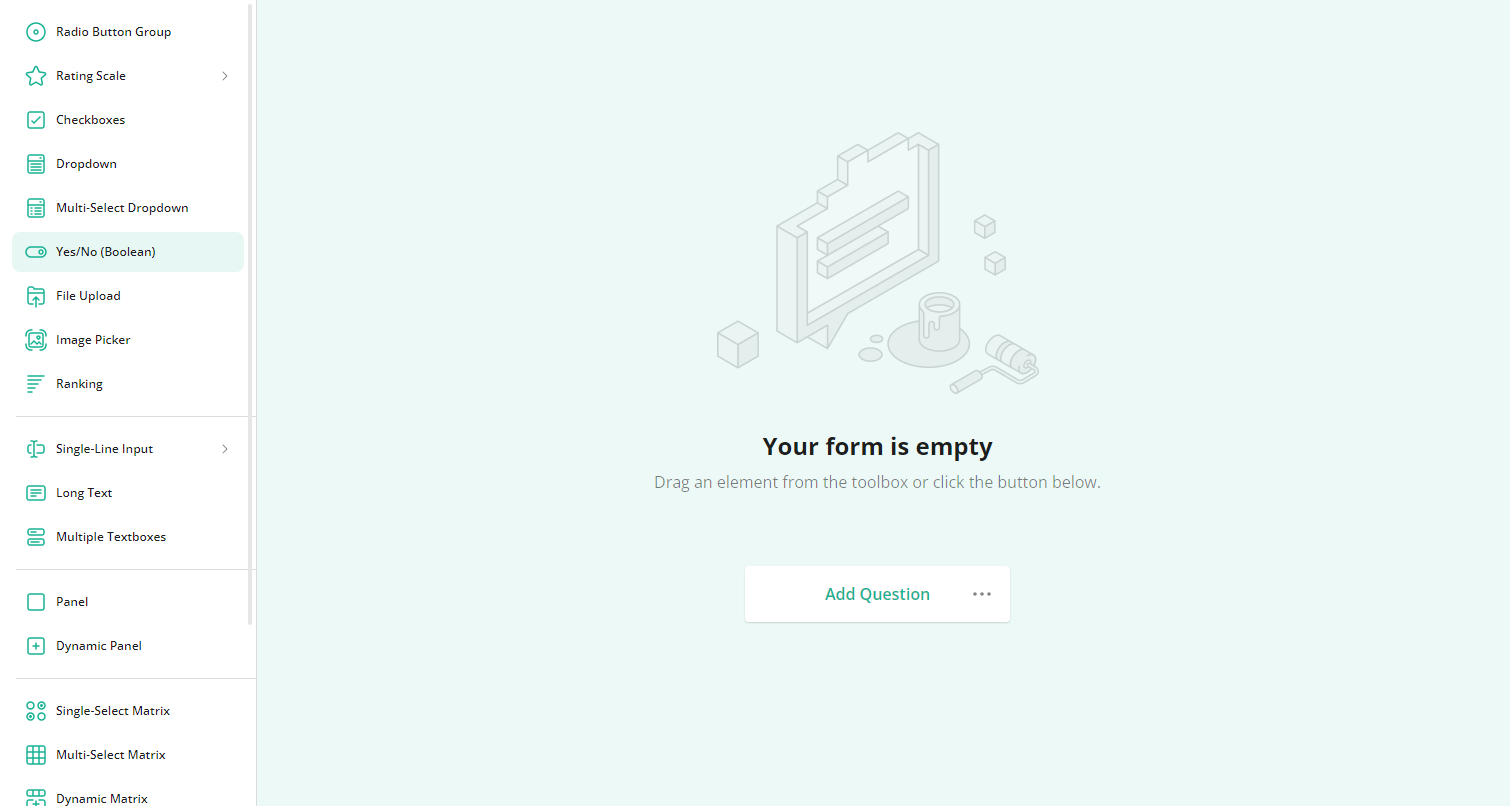 Radio Button Group
Rating Scale
Checkboxes
Dropdown
Multi-Select Dropdown
Yes/No (Boolean)
File Upload
Image Picker
Ranking
Single-Line Input
Long Text
Multiple Textboxes
Panel
Dynamic Panel
Single-Select Matrix
Multi-Select Matrix
Dynamic Matrix
Your form is empty
Drag an element from the toolbox or click the button below.
Add Question